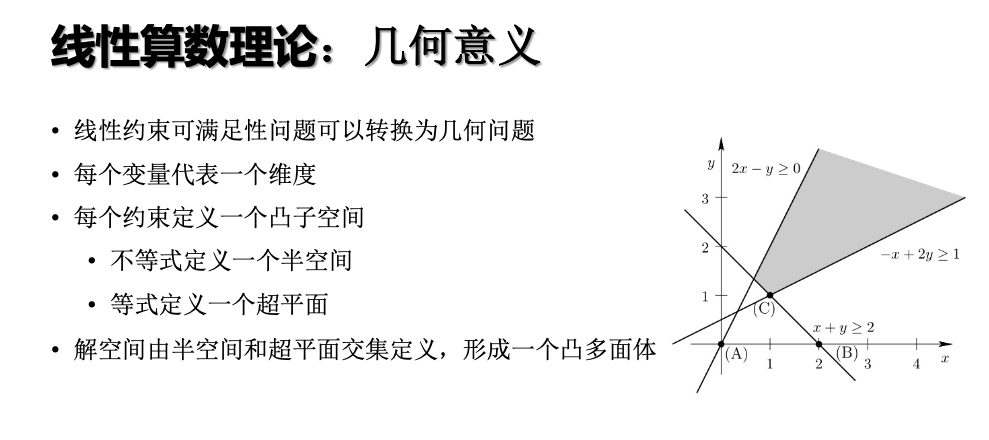 线性算数理论：几何意义
• 线性约束可满足性问题可以转换为几何问题
• 每个变量代表一个维度
• 每个约束定义一个凸子空间
• 不等式定义一个半空间
• 等式定义一个超平面
• 解空间由半空间和超平面交集定义，形成一个凸多面体
y
2x − y ≥ 0
3
2
−x + 2y ≥ 1
1
(C)
x + y ≥ 2
(A)
(B)
x
1 2 3 4